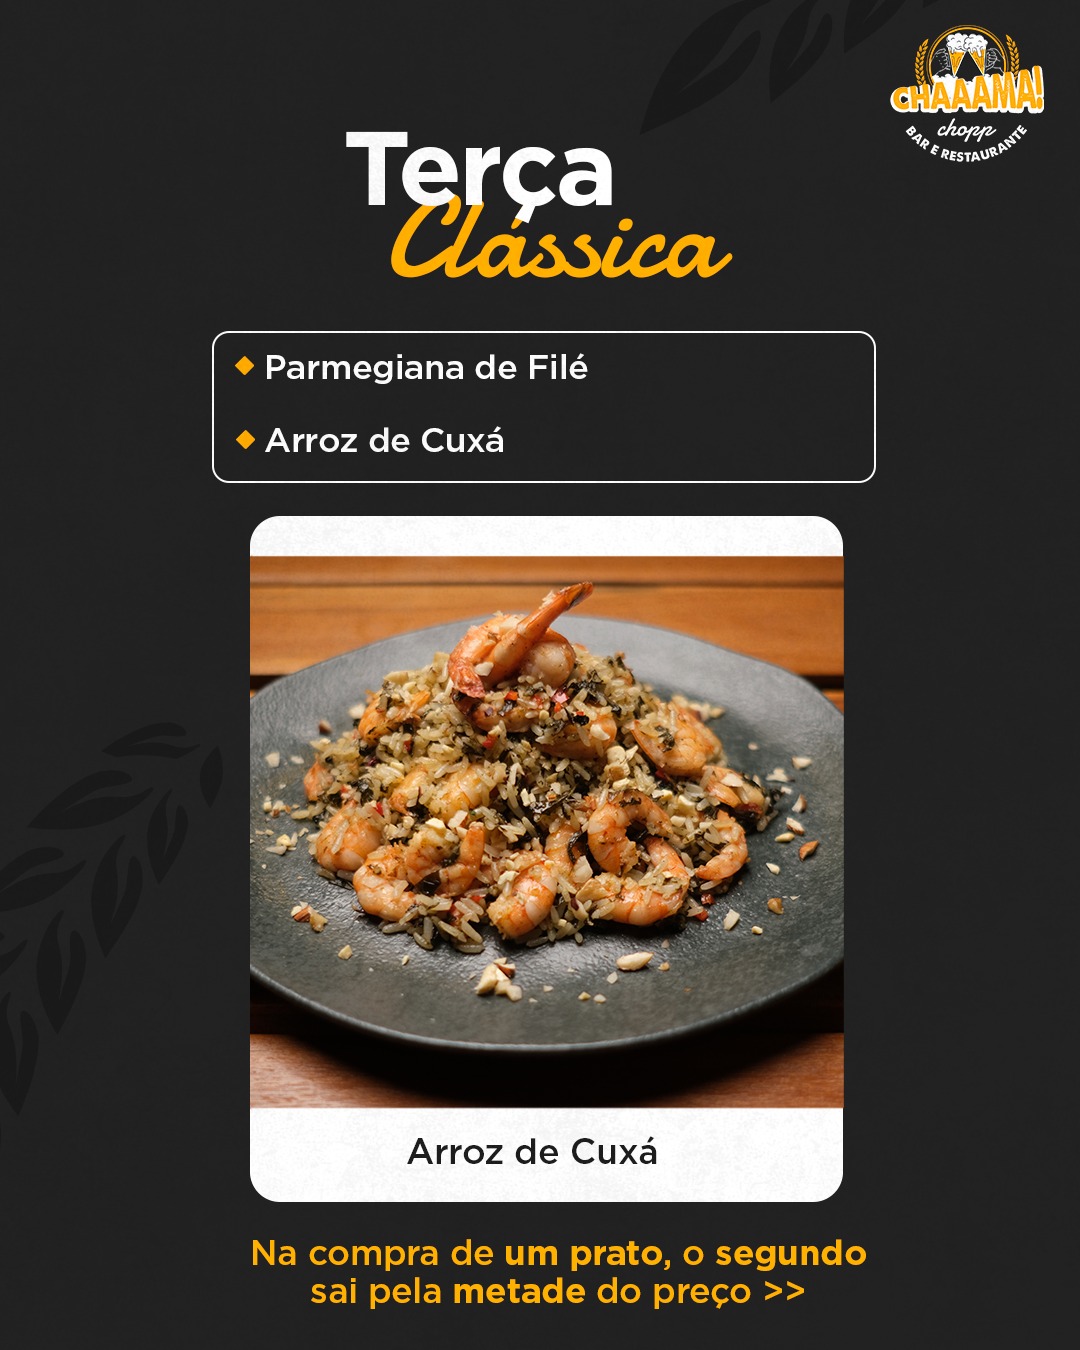 CHAAAMA!
chopp
BAR E RESTAURANTE
Terça
Clássica
Parmegiana de Filé
Arroz de Cuxá
Arroz de Cuxá
Na compra de um prato, o segundo
sai pela metade do preço >>